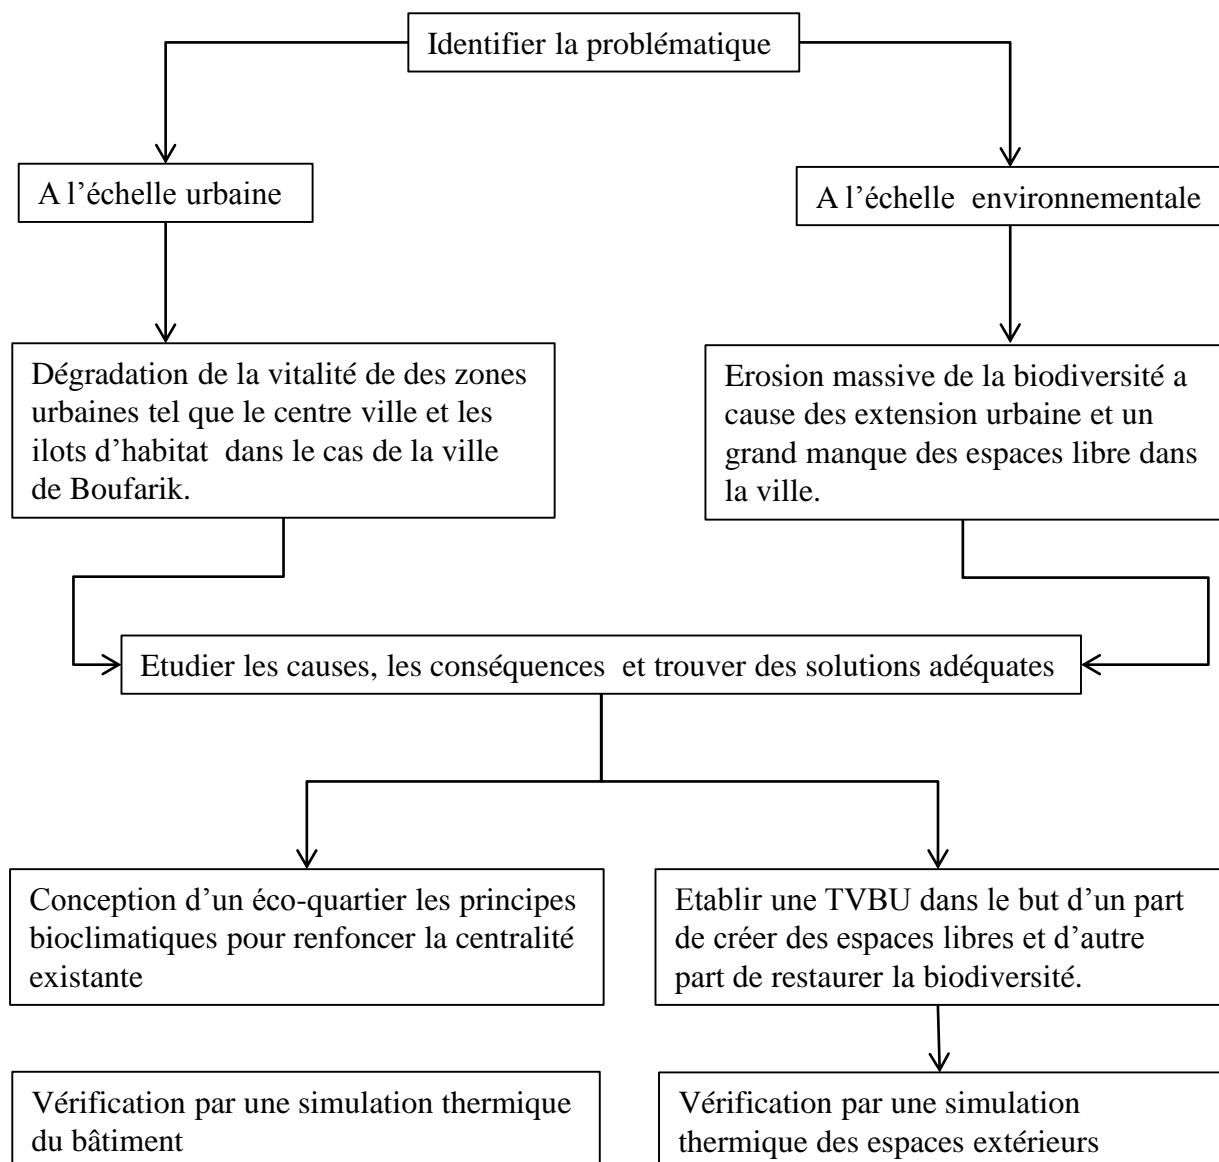 Identifier la problématique
A l’échelle urbaine
A l’échelle environnementale
Dégradation de la vitalité de des zones
urbaines tel que le centre ville et les
ilots d’habitat dans le cas de la ville
de Boufarik.
Erosion massive de la biodiversité a
cause des extension urbaine et un
grand manque des espaces libre dans
la ville.
Etudier les causes, les conséquences et trouver des solutions adéquates
Conception d’un éco-quartier les principes
bioclimatiques pour renfoncer la centralité
existante
Etablir une TVBU dans le but d’un part
de créer des espaces libres et d’autre
part de restaurer la biodiversité.
Vérification par une simulation thermique
du bâtiment
Vérification par une simulation
thermique des espaces extérieurs